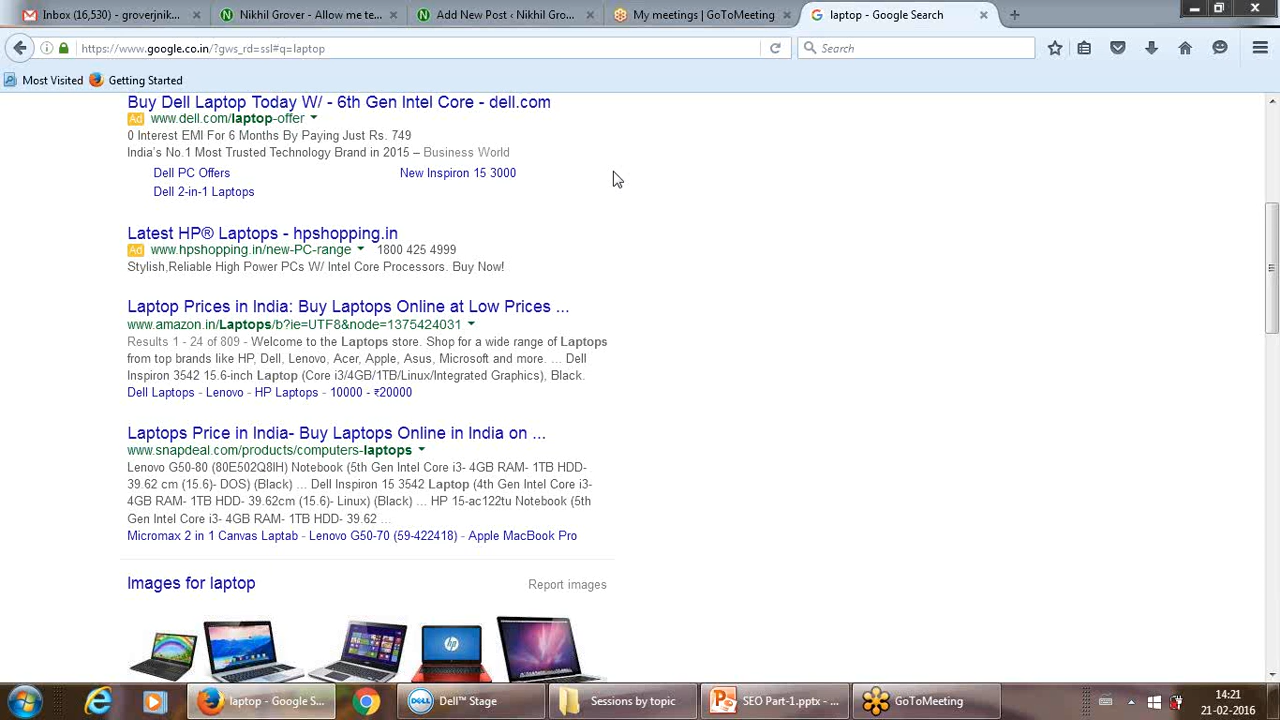 Inbox (16,530) - groverjnik...
Nikhil Grover - Allow me te...
Add New Post ‹ Nikhil Gro...
My meetings | GoToMeeting
laptop - Google Search
https://www.google.co.in/?gws_rd=ssl#q=laptop
Search
Most Visited
Getting Started
Buy Dell Laptop Today W/ - 6th Gen Intel Core - dell.com
Ad www.dell.com/laptop-offer
0 Interest EMI For 6 Months By Paying Just Rs. 749
India's No.1 Most Trusted Technology Brand in 2015 – Business World
Dell PC Offers
New Inspiron 15 3000
Dell 2-in-1 Laptops
Latest HP® Laptops - hpshopping.in
Ad www.hpshopping.in/new-PC-range 1800 425 4999
Stylish,Reliable High Power PCs W/ Intel Core Processors. Buy Now!
Laptop Prices in India: Buy Laptops Online at Low Prices ...
www.amazon.in/Laptops/b?ie=UTF8&node=1375424031
Results 1 - 24 of 809 - Welcome to the Laptops store. Shop for a wide range of Laptops
from top brands like HP, Dell, Lenovo, Acer, Apple, Asus, Microsoft and more. ... Dell
Inspiron 3542 15.6-inch Laptop (Core i3/4GB/1TB/Linux/Integrated Graphics), Black.
Dell Laptops - Lenovo - HP Laptops - 10000 - ₹20000
Laptops Price in India- Buy Laptops Online in India on ...
www.snapdeal.com/products/computers-laptops
Lenovo G50-80 (80E502Q8IH) Notebook (5th Gen Intel Core i3- 4GB RAM- 1TB HDD-
39.62 cm (15.6)- DOS) (Black) ... Dell Inspiron 15 3542 Laptop (4th Gen Intel Core i3-
4GB RAM- 1TB HDD- 39.62cm (15.6)- Linux) (Black) ... HP 15-ac122tu Notebook (5th
Gen Intel Core i3- 4GB RAM- 1TB HDD- 39.62 ...
Micromax 2 in 1 Canvas Laptab - Lenovo G50-70 (59-422418) - Apple MacBook Pro
Images for laptop
Report images
hp
laptop - Google S...
DELL
Dell™ Stage
Sessions by topic
SEO Part-1.pptx - ...
GoToMeeting
14:21
21-02-2016